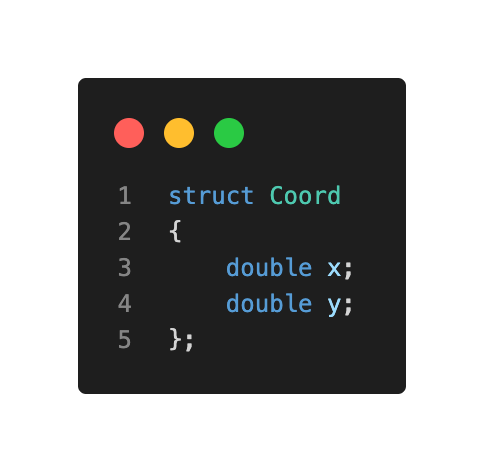 1 struct Coord
2 {
3     double x;
4     double y;
5 };